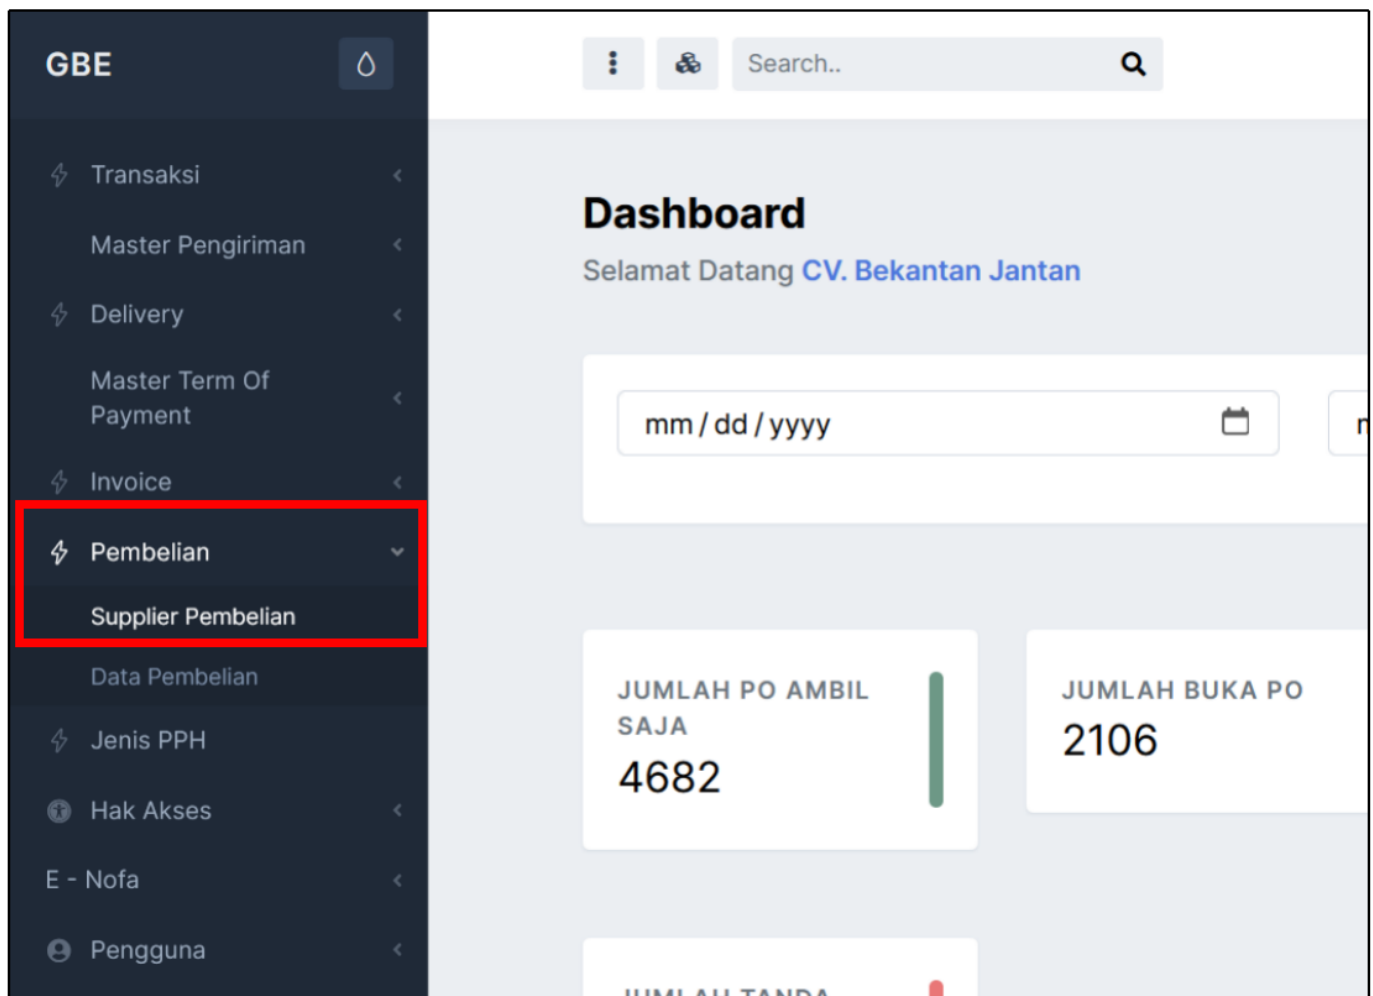 GBE
Search..
Transaksi
Master Pengiriman
Delivery
Master Term Of
Payment
Invoice
Pembelian
Supplier Pembelian
Data Pembelian
Jenis PPH
Hak Akses
E - Nofa
Pengguna
Dashboard
Selamat Datang CV. Bekantan Jantan
mm/dd/yyyy
JUMLAH PO AMBIL
SAJA
4682
JUMLAH BUKA PO
2106
JUMLAH TANDA